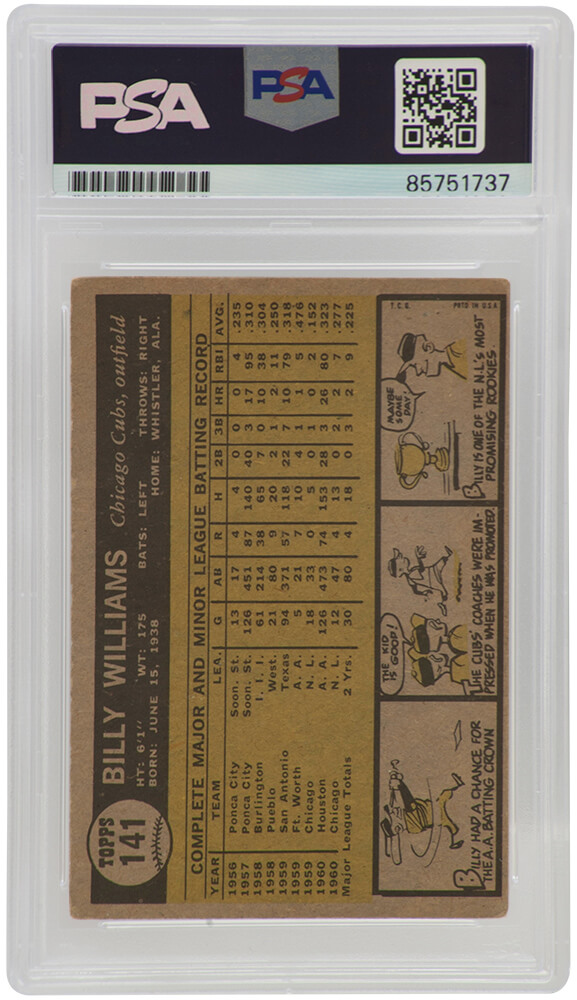 PSA
PSA
85751737
TOPPS
141
BILLY WILLIAMS Chicago Cubs, outfield
HT: 6'1" WT: 175 BATS: LEFT THROWS: RIGHT
BORN: JUNE 15, 1938 HOME: WHISTLER, ALA.
COMPLETE MAJOR AND MINOR LEAGUE BATTING RECORD
YEAR TEAM LEA. G AB R H 2B 3B HR RBI AVG.
1956 Ponca City Soon. St. 13 17 4 4 0 0 0 4 .235
1957 Ponca City Soon. St. 126 451 87 140 40 3 17 95 .310
1958 Burlington I. I. I. 61 214 38 65 7 10 38 .304
1958 Pueblo West. 21 80 9 20 11 .250
1959 San Antonio Texas 94 371 57 118 22 7 10 79 .318
1959 Ft. Worth A. A. 5 21 7 10 4 1 5 .476
1959 Chicago N. L. 18 33 0 5 0 1 0 2 .152
1960 Houston A. A. 126 473 74 153 28 3 26 80 .323
1960 Chicago N. L. 12 47 4 13 0 2 2 7 .277
Major League Totals 2 Yrs. 30 80 4 18 0 3 2 9 .225
BILLY HAD A CHANCE FOR
THE A.A. BATTING CROWN
THE KID
IS GOOD!
THE CUBS' COACHES WERE IM-
PRESSED WHEN HE WAS PROMOTED.
T.C.G. PRTD IN U.S.A.
MAYBE
SOME
DAY!
BILLY IS ONE OF THE N.L'S MOST
PROMISING ROOKIES